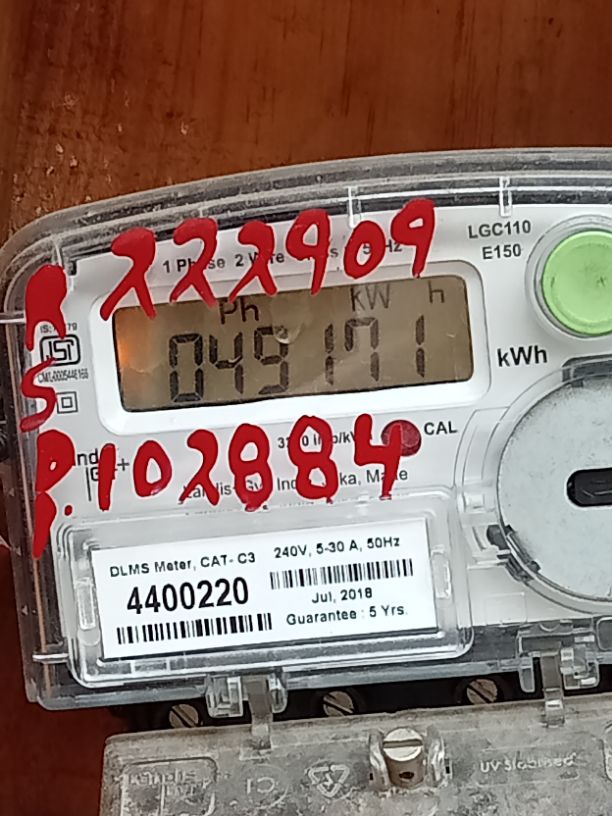 LGC110
E150
222909
1 Phase 2 Wire
Ph kW h
049171
kWh
R
S
P.102884
CAL
DLMS Meter, CAT- C3 240V, 5-30 A, 50Hz
4400220
Jul, 2018
Guarantee : 5 Yrs.